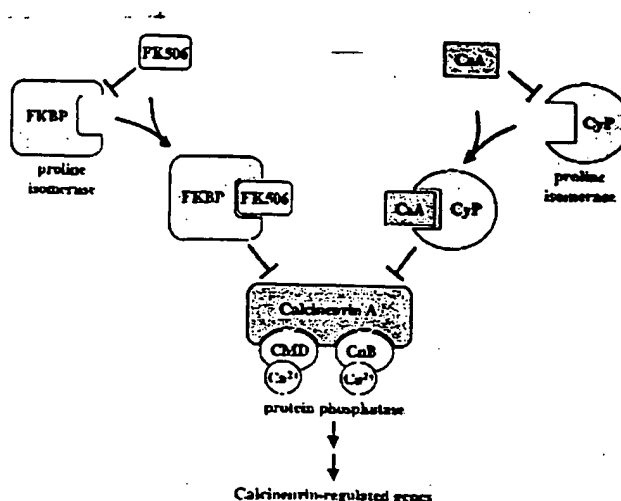 FK506
CsA
FKBP
CyP
proline
isomerase
proline
isomerase
FKBP
FK506
CsA
CyP
Calcineurin A
CMD
CnB
Ca2+
Ca2+
protein phosphatase
Calcineurin-regulated genes